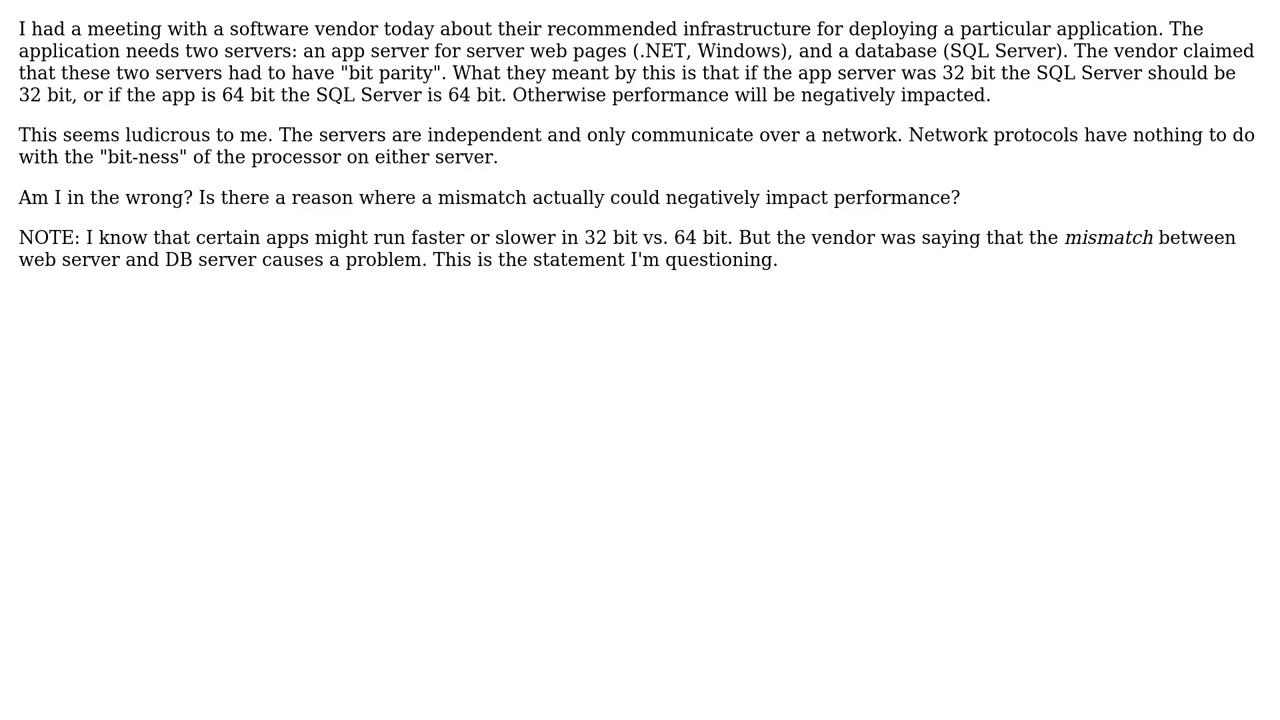 I had a meeting with a software vendor today about their recommended infrastructure for deploying a particular application. The
application needs two servers: an app server for server web pages (.NET, Windows), and a database (SQL Server). The vendor claimed
that these two servers had to have "bit parity". What they meant by this is that if the app server was 32 bit the SQL Server should be
32 bit, or if the app is 64 bit the SQL Server is 64 bit. Otherwise performance will be negatively impacted.
This seems ludicrous to me. The servers are independent and only communicate over a network. Network protocols have nothing to do
with the "bit-ness" of the processor on either server.
Am I in the wrong? Is there a reason where a mismatch actually could negatively impact performance?
NOTE: I know that certain apps might run faster or slower in 32 bit vs. 64 bit. But the vendor was saying that the mismatch between
web server and DB server causes a problem. This is the statement I'm questioning.